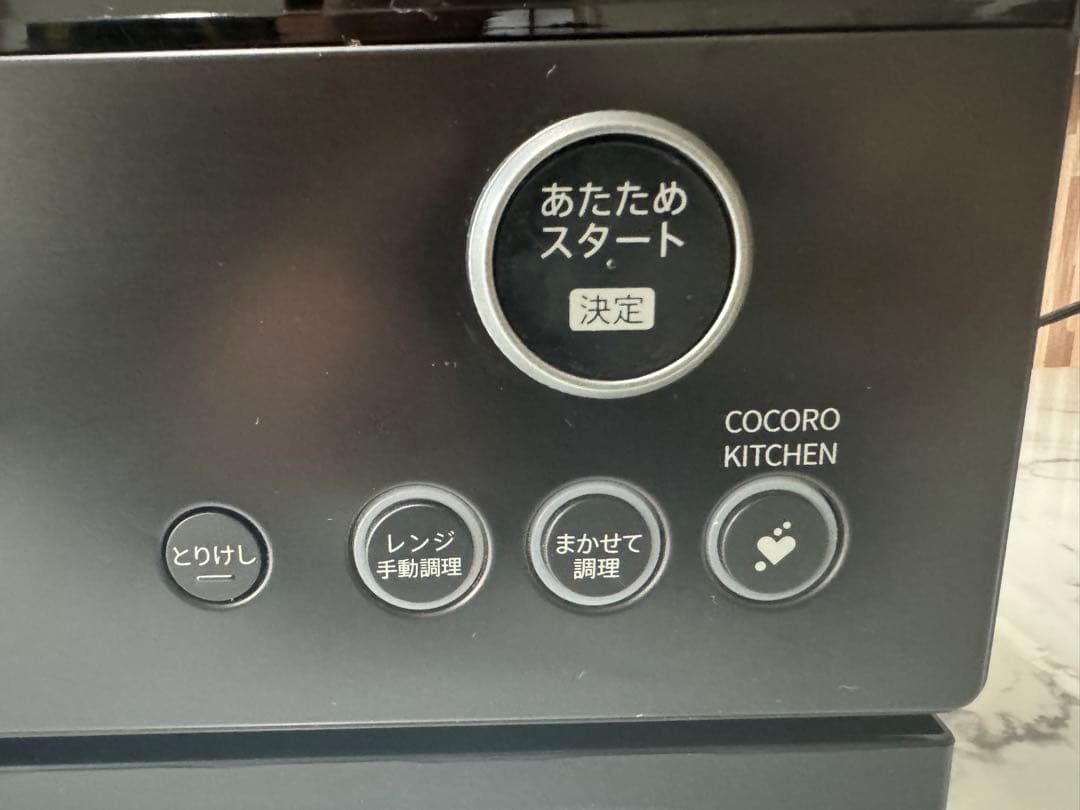 あたため
スタート
決定
COCORO
KITCHEN
とりけし
レンジ
手動調理
まかせて
調理